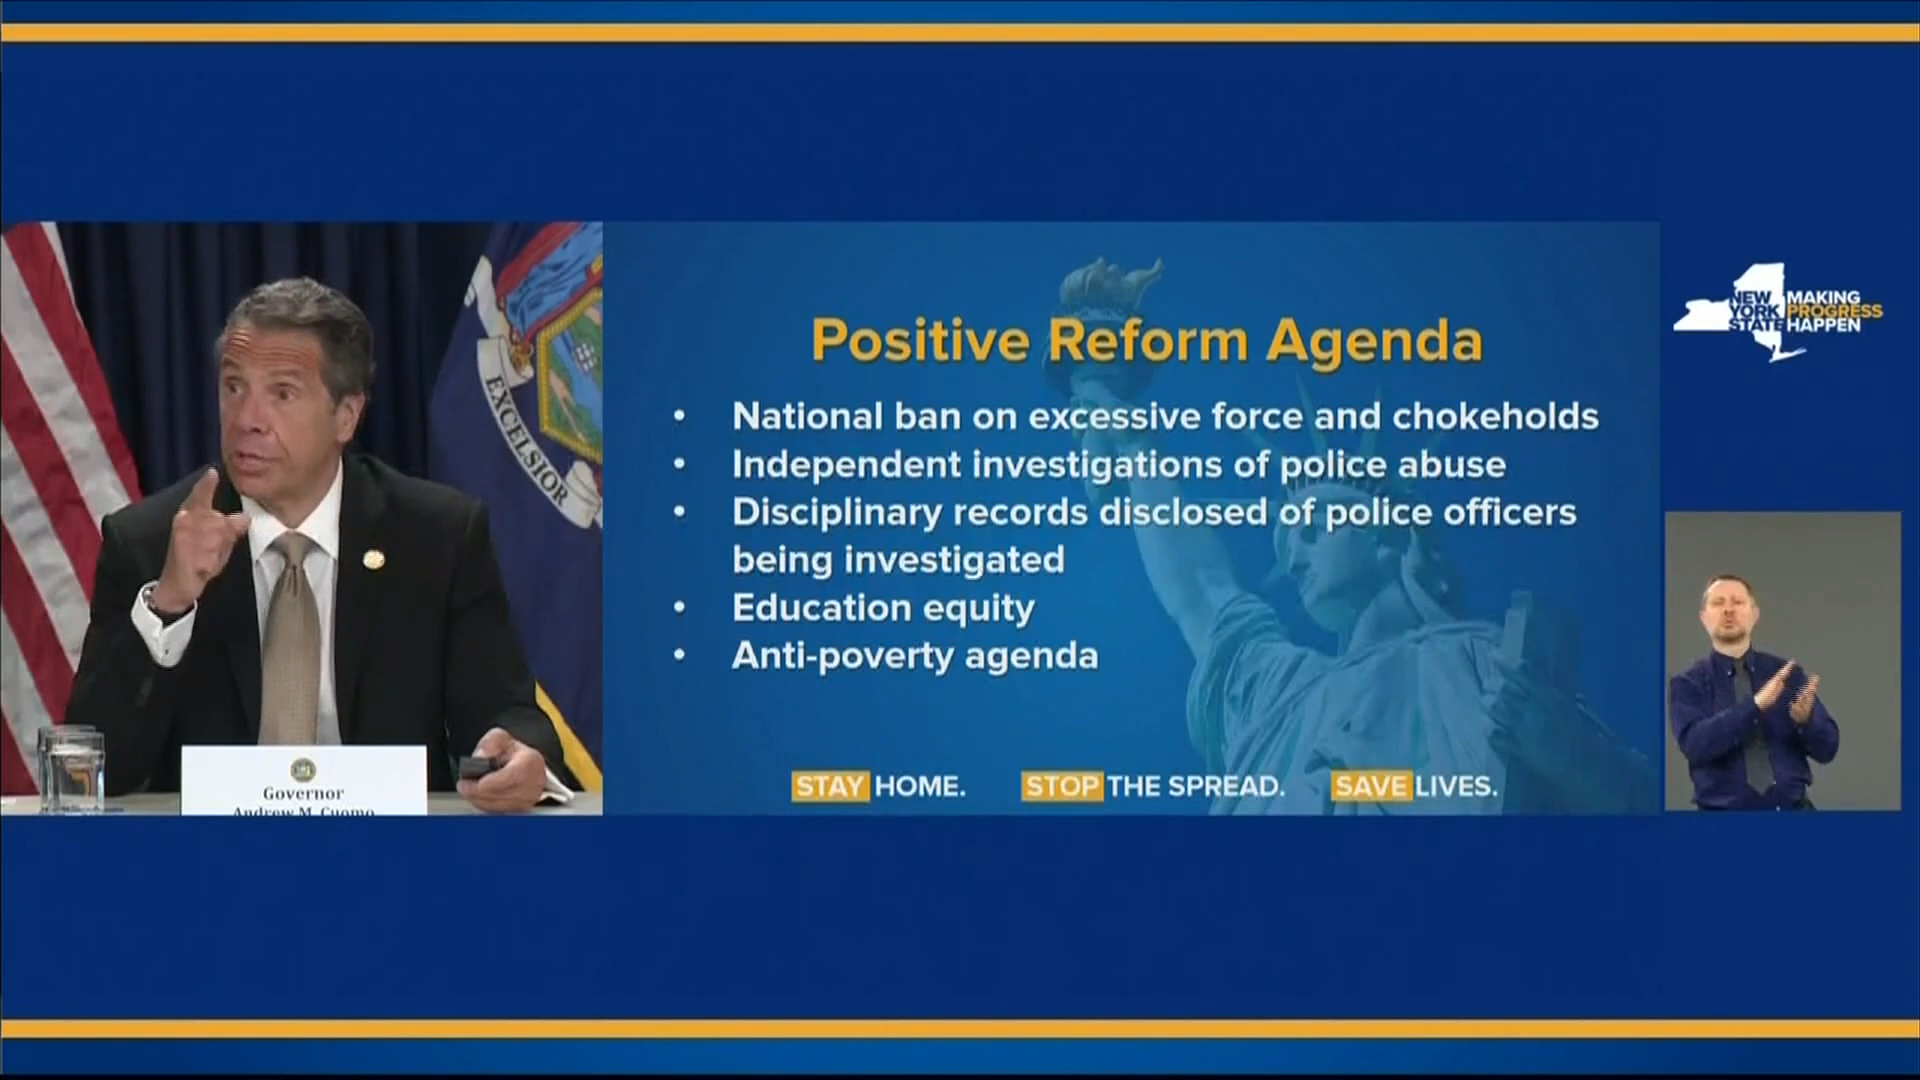 EXCELSIOR
Governor
Andrew M. Cuomo
Positive Reform Agenda
• National ban on excessive force and chokeholds
• Independent investigations of police abuse
• Disciplinary records disclosed of police officers
being investigated
• Education equity
• Anti-poverty agenda
STAY HOME. STOP THE SPREAD. SAVE LIVES.
NEW
YORK
STATE
MAKING
PROGRESS
HAPPEN